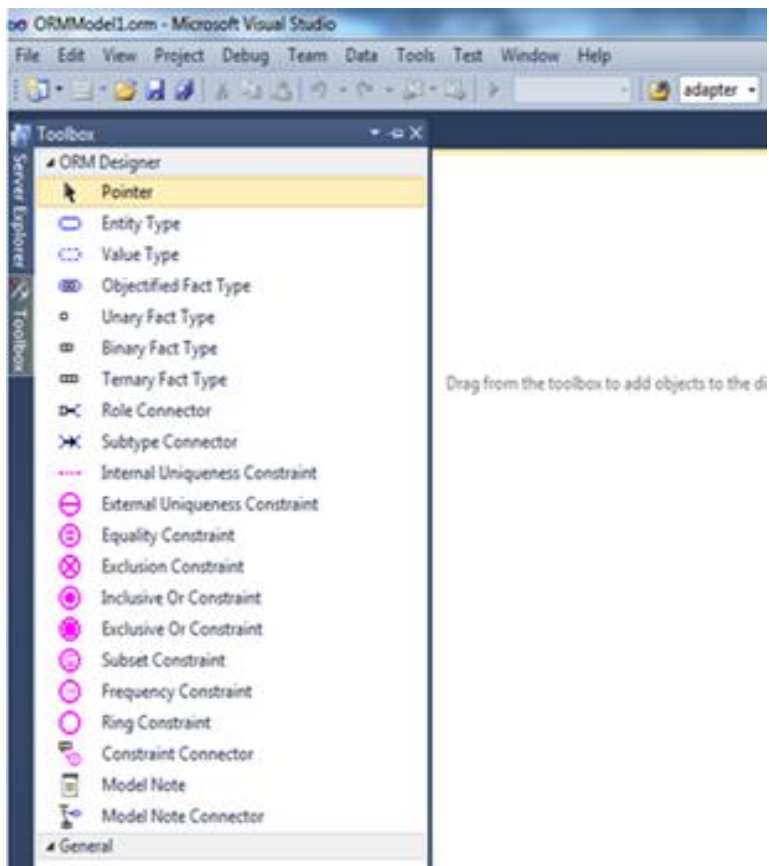 ORMModel1.orm - Microsoft Visual Studio
File Edit View Project Debug Team Data Tools Test Window Help
adapter
Server Explorer
Toolbox
Toolbox
ORM Designer
Pointer
Entity Type
Value Type
Objectified Fact Type
Unary Fact Type
Binary Fact Type
Ternary Fact Type
Role Connector
Subtype Connector
Internal Uniqueness Constraint
External Uniqueness Constraint
Equality Constraint
Exclusion Constraint
Inclusive Or Constraint
Exclusive Or Constraint
Subset Constraint
Frequency Constraint
Ring Constraint
Constraint Connector
Model Note
Model Note Connector
General
Drag from the toolbox to add objects to the di